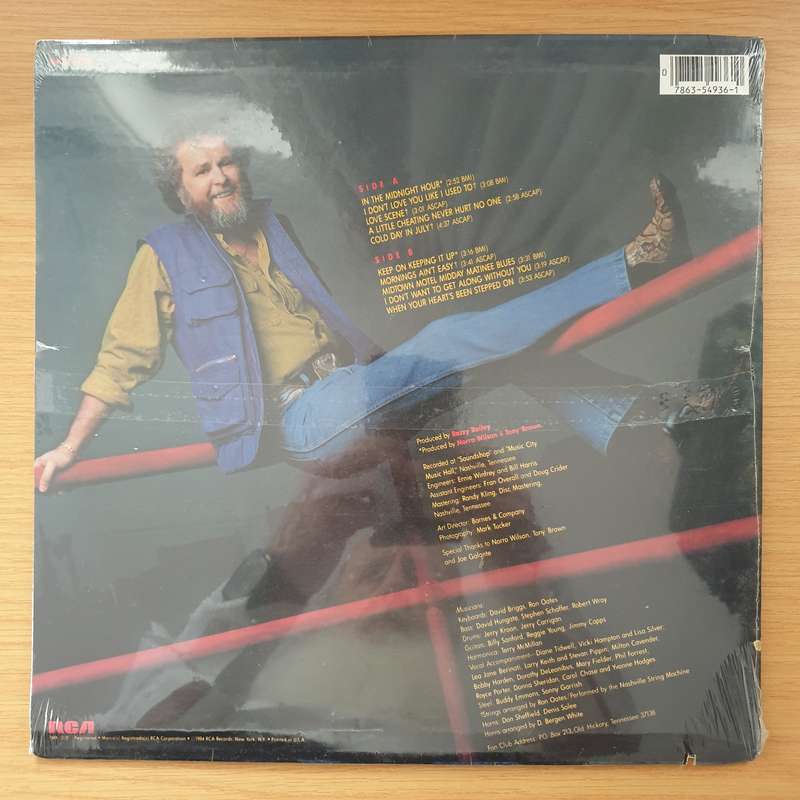 0
7863-54936-1
SIDE A
IN THE MIDNIGHT HOUR* (2:52 BMI)
I DON'T LOVE YOU LIKE I USED TO† (3:08 BMI)
LOVE SCENE† (3:01 ASCAP)
A LITTLE CHEATING NEVER HURT NO ONE (2:58 ASCAP)
COLD DAY IN JULY† (4:37 ASCAP)
SIDE B
KEEP ON KEEPING IT UP* (3:16 BMI)
MORNINGS AIN'T EASY† (3:41 ASCAP)
MIDTOWN MOTEL MIDDAY MATINEE BLUES (3:31 BMI)
I DON'T WANT TO GET ALONG WITHOUT YOU (3:19 ASCAP)
WHEN YOUR HEART'S BEEN STEPPED ON (3:52 ASCAP)
Produced by Razzy Bailey
*Produced by Norro Wilson & Tony Brown
Recorded at "Soundshop" and "Music City
Music Hall," Nashville, Tennessee
Engineers: Ernie Winfrey and Bill Harris
Assistant Engineers: Fran Overall and Doug Crider
Mastering: Randy Kling, Disc Mastering,
Nashville, Tennessee
Art Director: Barnes & Company
Photography: Mark Tucker
Special Thanks to Norro Wilson, Tony Brown
and Joe Galante
Musicians:
Keyboards: David Briggs, Ron Oates
Bass: David Hungate, Stephen Schaffer, Robert Wray
Drums: Jerry Kroon, Jerry Carrigan
Guitars: Billy Sanford, Reggie Young, Jimmy Capps
Harmonica: Terry McMillan
Vocal Accompaniment: Diane Tidwell, Vicki Hampton and Lisa Silver,
Lea Jane Berinati, Larry Keith and Stevan Pippin, Milton Cavender,
Bobby Harden, Dorothy DeLeonibus, Mary Fielder, Phil Forrest,
Royce Porter, Donna Sheridan, Carol Chase and Yvonne Hodges
Steel: Buddy Emmons, Sonny Garrish
†Strings arranged by Ron Oates/Performed by the Nashville String Machine
Horns: Don Sheffield, Denis Solee
Horns arranged by D. Bergen White
Fan Club Address: P.O. Box 213, Old Hickory, Tennessee 37138
RCA
Registered • Marca(s) Registrada(s) RCA Corporation • 1984 RCA Records, New York, N.Y. • Printed in U.S.A.